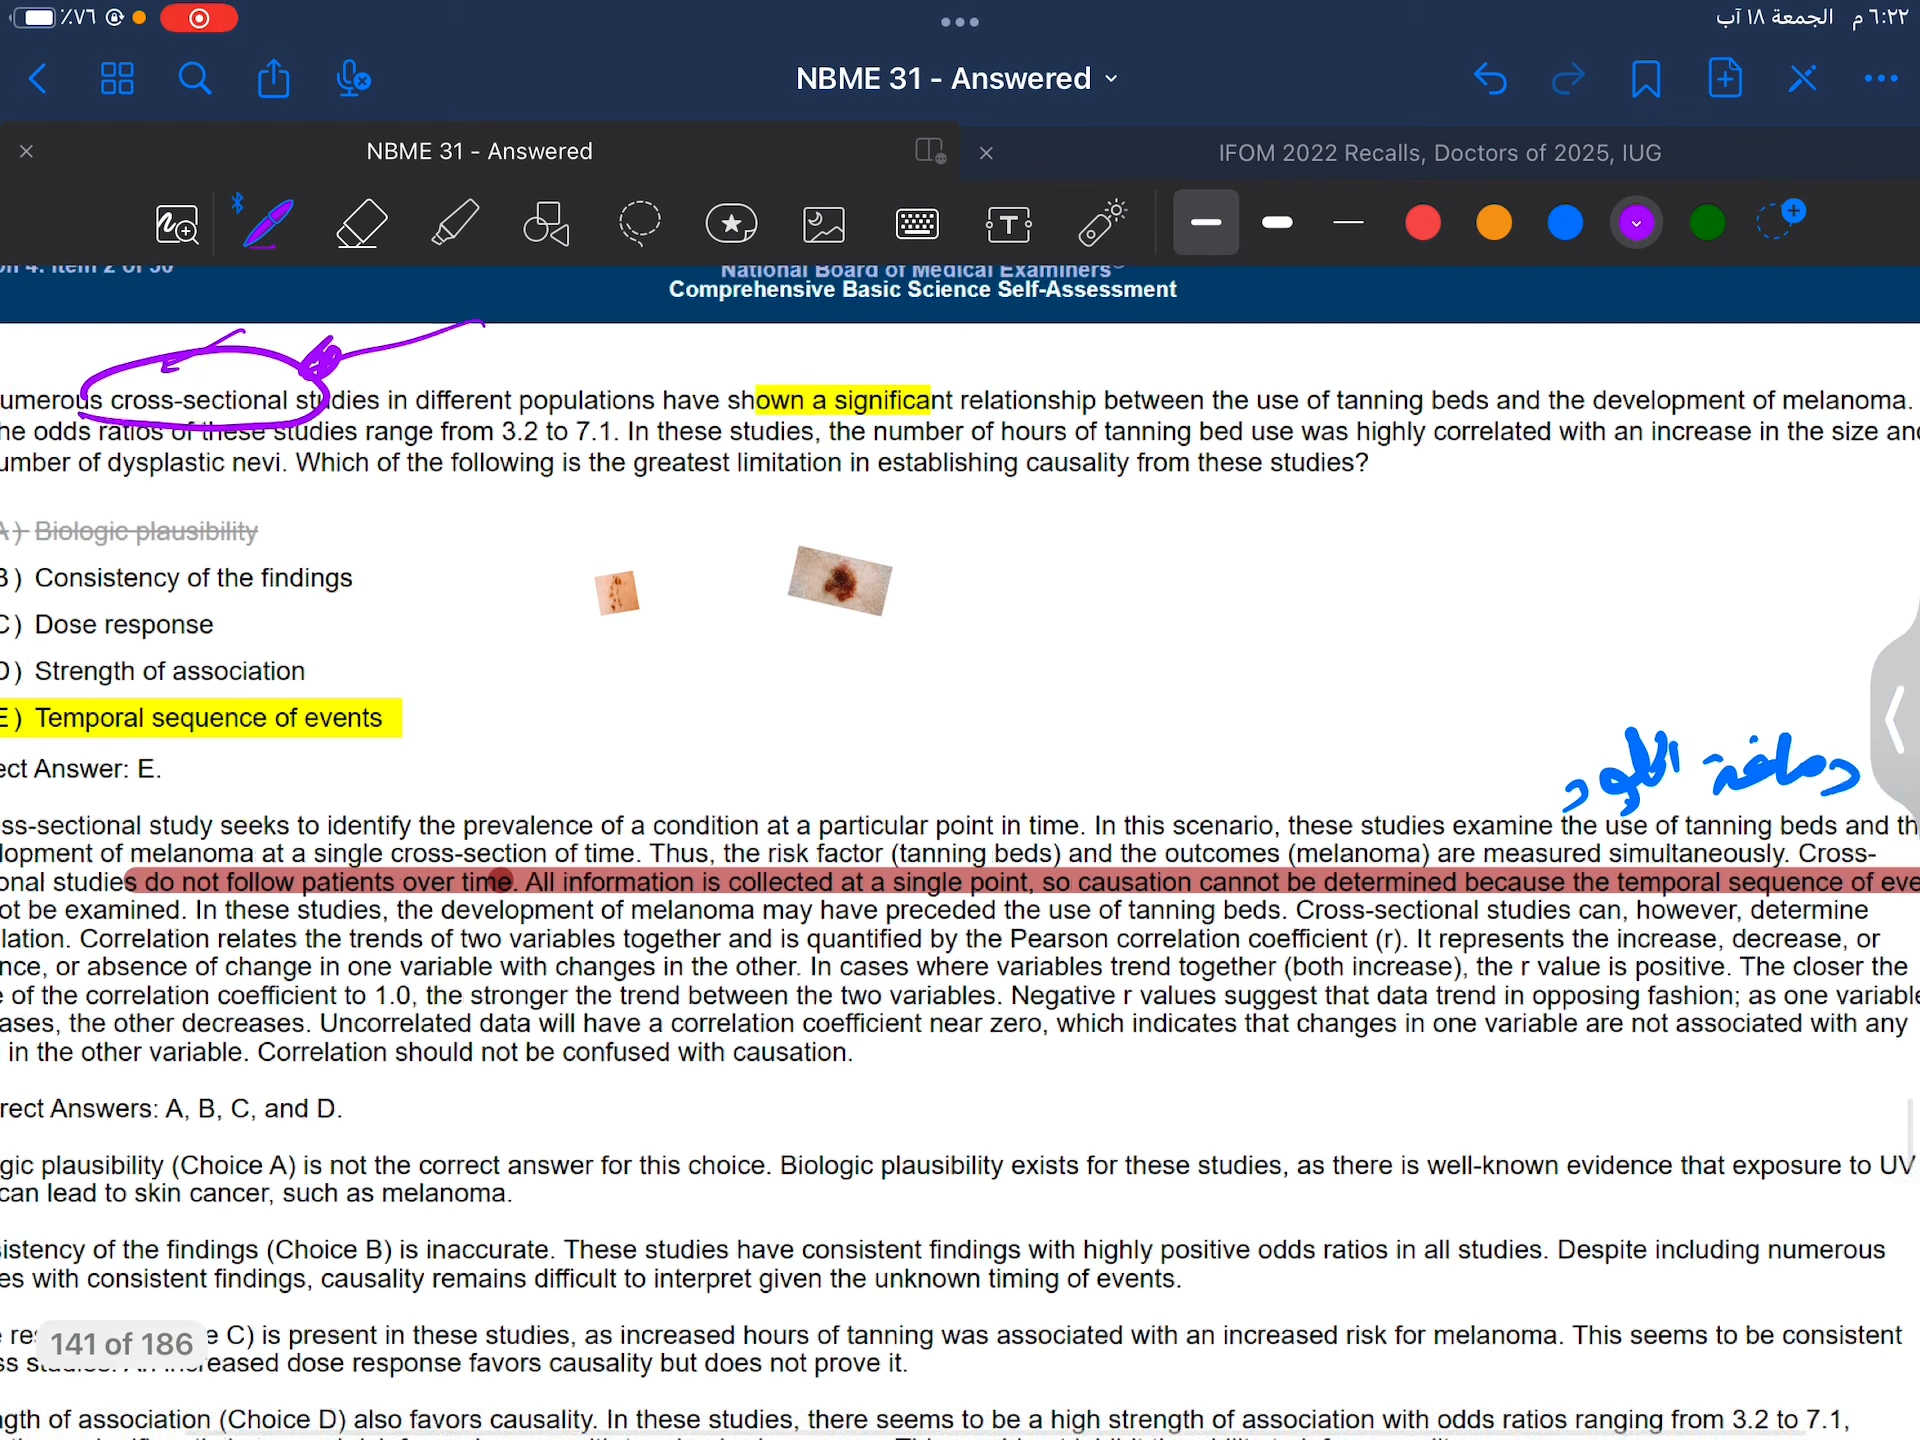 ٪٧٦
٦:٢٢ م الجمعة ١٨ آب
NBME 31 - Answered
NBME 31 - Answered
IFOM 2022 Recalls, Doctors of 2025, IUG
4: Item 2 of 50
National Board of Medical Examiners®
Comprehensive Basic Science Self-Assessment
umerous cross-sectional studies in different populations have shown a significant relationship between the use of tanning beds and the development of melanoma.
he odds ratios of these studies range from 3.2 to 7.1. In these studies, the number of hours of tanning bed use was highly correlated with an increase in the size and
umber of dysplastic nevi. Which of the following is the greatest limitation in establishing causality from these studies?
A) Biologic plausibility
B) Consistency of the findings
C) Dose response
D) Strength of association
E) Temporal sequence of events
ect Answer: E.
ss-sectional study seeks to identify the prevalence of a condition at a particular point in time. In this scenario, these studies examine the use of tanning beds and th
lopment of melanoma at a single cross-section of time. Thus, the risk factor (tanning beds) and the outcomes (melanoma) are measured simultaneously. Cross-
onal studies do not follow patients over time. All information is collected at a single point, so causation cannot be determined because the temporal sequence of eve
ot be examined. In these studies, the development of melanoma may have preceded the use of tanning beds. Cross-sectional studies can, however, determine
lation. Correlation relates the trends of two variables together and is quantified by the Pearson correlation coefficient (r). It represents the increase, decrease, or
nce, or absence of change in one variable with changes in the other. In cases where variables trend together (both increase), the r value is positive. The closer the
e of the correlation coefficient to 1.0, the stronger the trend between the two variables. Negative r values suggest that data trend in opposing fashion; as one variable
ases, the other decreases. Uncorrelated data will have a correlation coefficient near zero, which indicates that changes in one variable are not associated with any
in the other variable. Correlation should not be confused with causation.
rect Answers: A, B, C, and D.
gic plausibility (Choice A) is not the correct answer for this choice. Biologic plausibility exists for these studies, as there is well-known evidence that exposure to UV
can lead to skin cancer, such as melanoma.
istency of the findings (Choice B) is inaccurate. These studies have consistent findings with highly positive odds ratios in all studies. Despite including numerous
es with consistent findings, causality remains difficult to interpret given the unknown timing of events.
e C) is present in these studies, as increased hours of tanning was associated with an increased risk for melanoma. This seems to be consistent
141 of 186
increased dose response favors causality but does not prove it.
ngth of association (Choice D) also favors causality. In these studies, there seems to be a high strength of association with odds ratios ranging from 3.2 to 7.1,